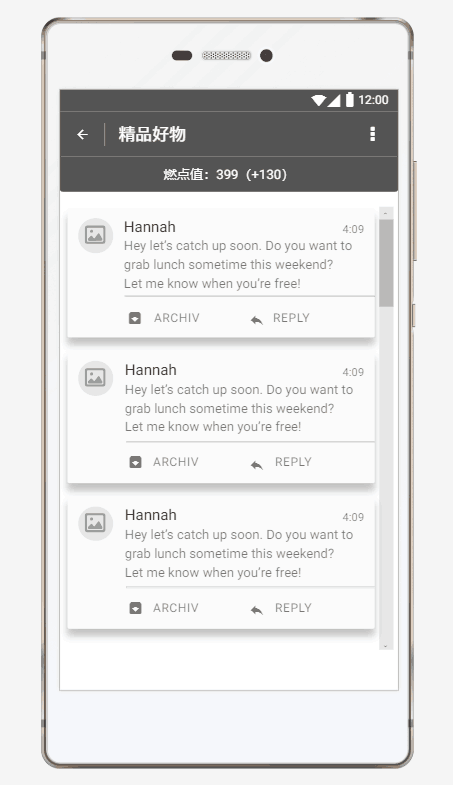 12:00
精品好物
燃点值：399（+130）
Hannah 4:09
Hey let’s catch up soon. Do you want to
grab lunch sometime this weekend?
Let me know when you’re free!
ARCHIV REPLY
Hannah 4:09
Hey let’s catch up soon. Do you want to
grab lunch sometime this weekend?
Let me know when you’re free!
ARCHIV REPLY
Hannah 4:09
Hey let’s catch up soon. Do you want to
grab lunch sometime this weekend?
Let me know when you’re free!
ARCHIV REPLY